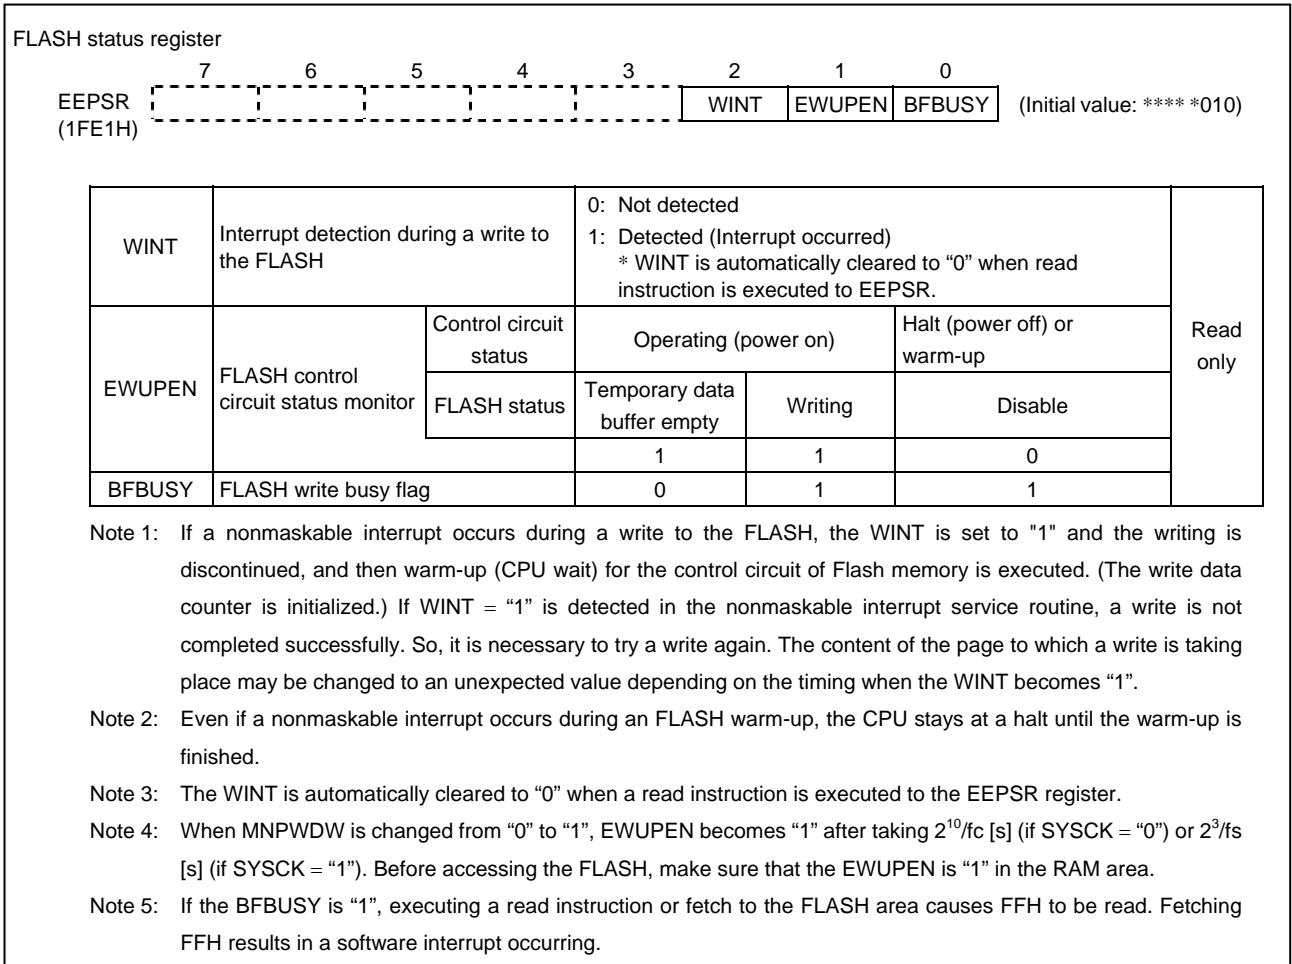 FLASH status register
7 6 5 4 3 2 1 0
EEPSR WINT EWUPEN BFBUSY (Initial value: **** *010)
(1FE1H)
WINT
Interrupt detection during a write to
the FLASH
0: Not detected
1: Detected (Interrupt occurred)
* WINT is automatically cleared to “0” when read
instruction is executed to EEPSR.
Read
only
EWUPEN
FLASH control
circuit status monitor
Control circuit
status
Operating (power on)
Halt (power off) or
warm-up
FLASH status
Temporary data
buffer empty
Writing
Disable
1 1 0
BFBUSY FLASH write busy flag 0 1 1
Note 1: If a nonmaskable interrupt occurs during a write to the FLASH, the WINT is set to "1" and the writing is
discontinued, and then warm-up (CPU wait) for the control circuit of Flash memory is executed. (The write data
counter is initialized.) If WINT = “1” is detected in the nonmaskable interrupt service routine, a write is not
completed successfully. So, it is necessary to try a write again. The content of the page to which a write is taking
place may be changed to an unexpected value depending on the timing when the WINT becomes “1”.
Note 2: Even if a nonmaskable interrupt occurs during an FLASH warm-up, the CPU stays at a halt until the warm-up is
finished.
Note 3: The WINT is automatically cleared to “0” when a read instruction is executed to the EEPSR register.
Note 4: When MNPWDW is changed from “0” to “1”, EWUPEN becomes “1” after taking 2¹⁰/fc [s] (if SYSCK = “0”) or 2³/fs
[s] (if SYSCK = “1”). Before accessing the FLASH, make sure that the EWUPEN is “1” in the RAM area.
Note 5: If the BFBUSY is “1”, executing a read instruction or fetch to the FLASH area causes FFH to be read. Fetching
FFH results in a software interrupt occurring.